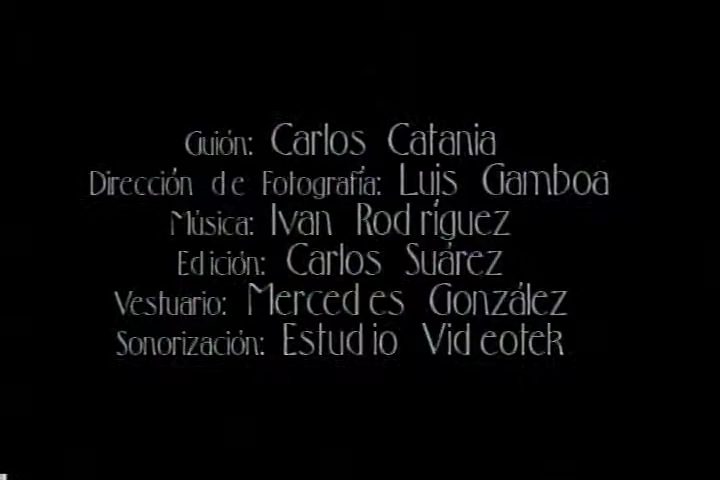 Guión: Carlos Catania
Dirección de Fotografía: Luis Gamboa
Música: Ivan Rodríguez
Edición: Carlos Suárez
Vestuario: Mercedes González
Sonorización: Estudio Videotek